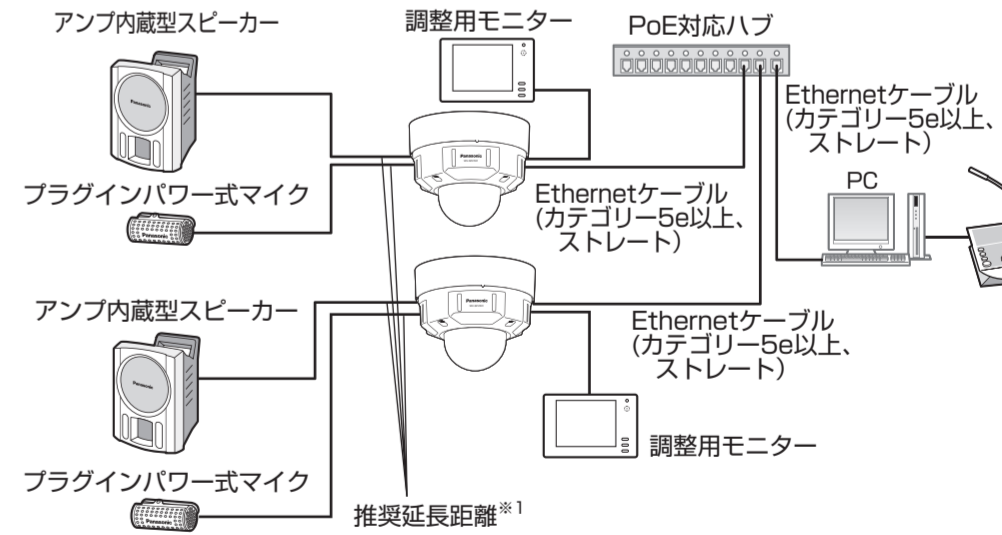 アンプ内蔵型スピーカー
調整用モニター
PoE対応ハブ
Panasonic
Ethernetケーブル
(カテゴリー5e以上、
ストレート)
Panasonic
プラグインパワー式マイク
PC
Ethernetケーブル
(カテゴリー5e以上、
ストレート)
Panasonic
アンプ内蔵型スピーカー
Panasonic
Ethernetケーブル
(カテゴリー5e以上、
ストレート)
Panasonic
調整用モニター
プラグインパワー式マイク
Panasonic
推奨延長距離※1